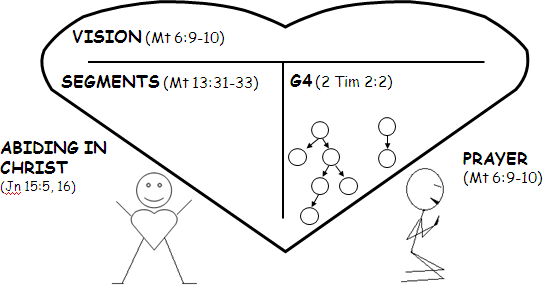 VISION (Mt 6:9-10)
SEGMENTS (Mt 13:31-33)
G4 (2 Tim 2:2)
ABIDING IN
CHRIST
(Jn 15:5, 16)
PRAYER
(Mt 6:9-10)